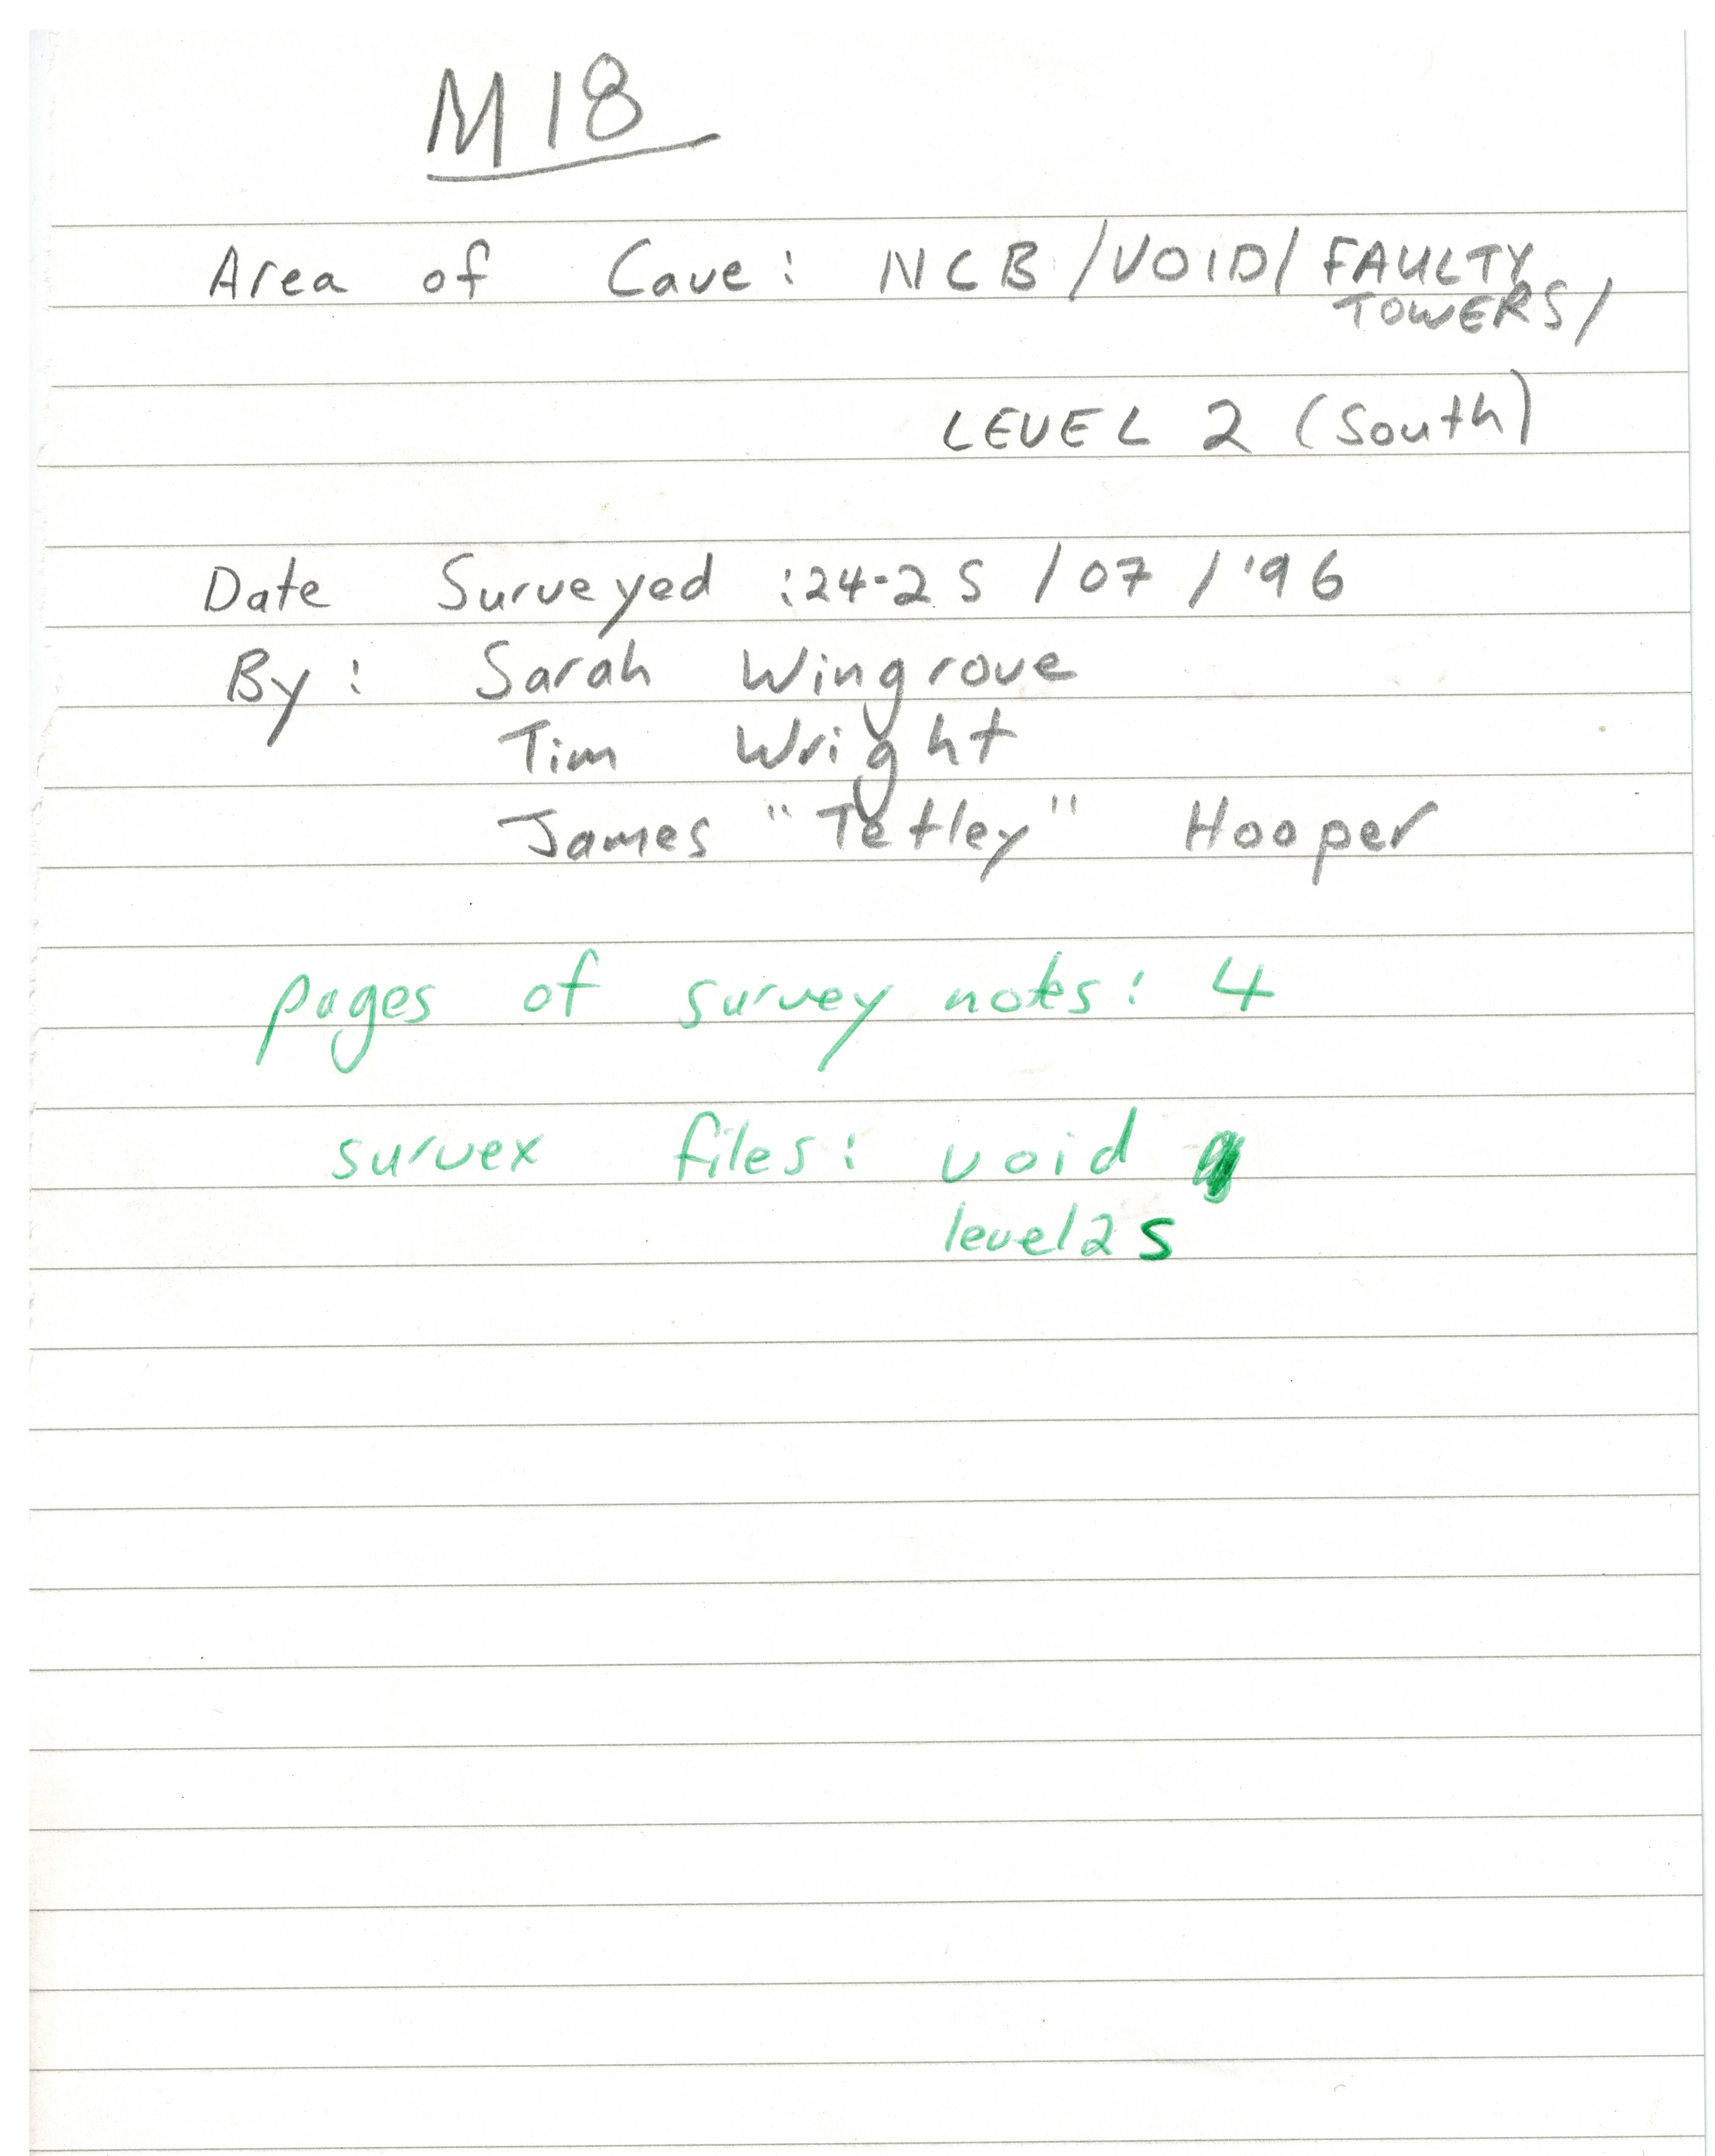 M18
Area of Cave: NCB /VOID/ FAULTY
TOWERS/
LEVEL 2 (South)
Date Surveyed :24-25 /07 /'96
By: Sarah Wingrove
Tim Wright
James "Tetley" Hooper
pages of survey notes: 4
survex files: void
level2s